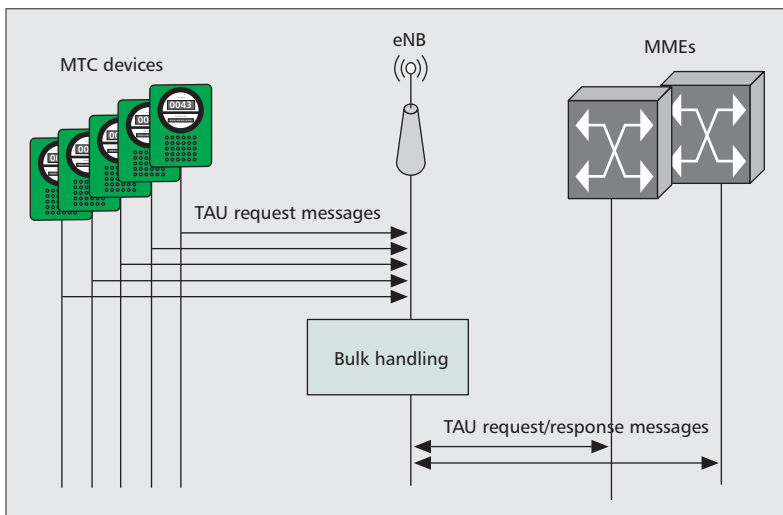 eNB
MMEs
MTC devices
0043
TAU request messages
Bulk handling
TAU request/response messages